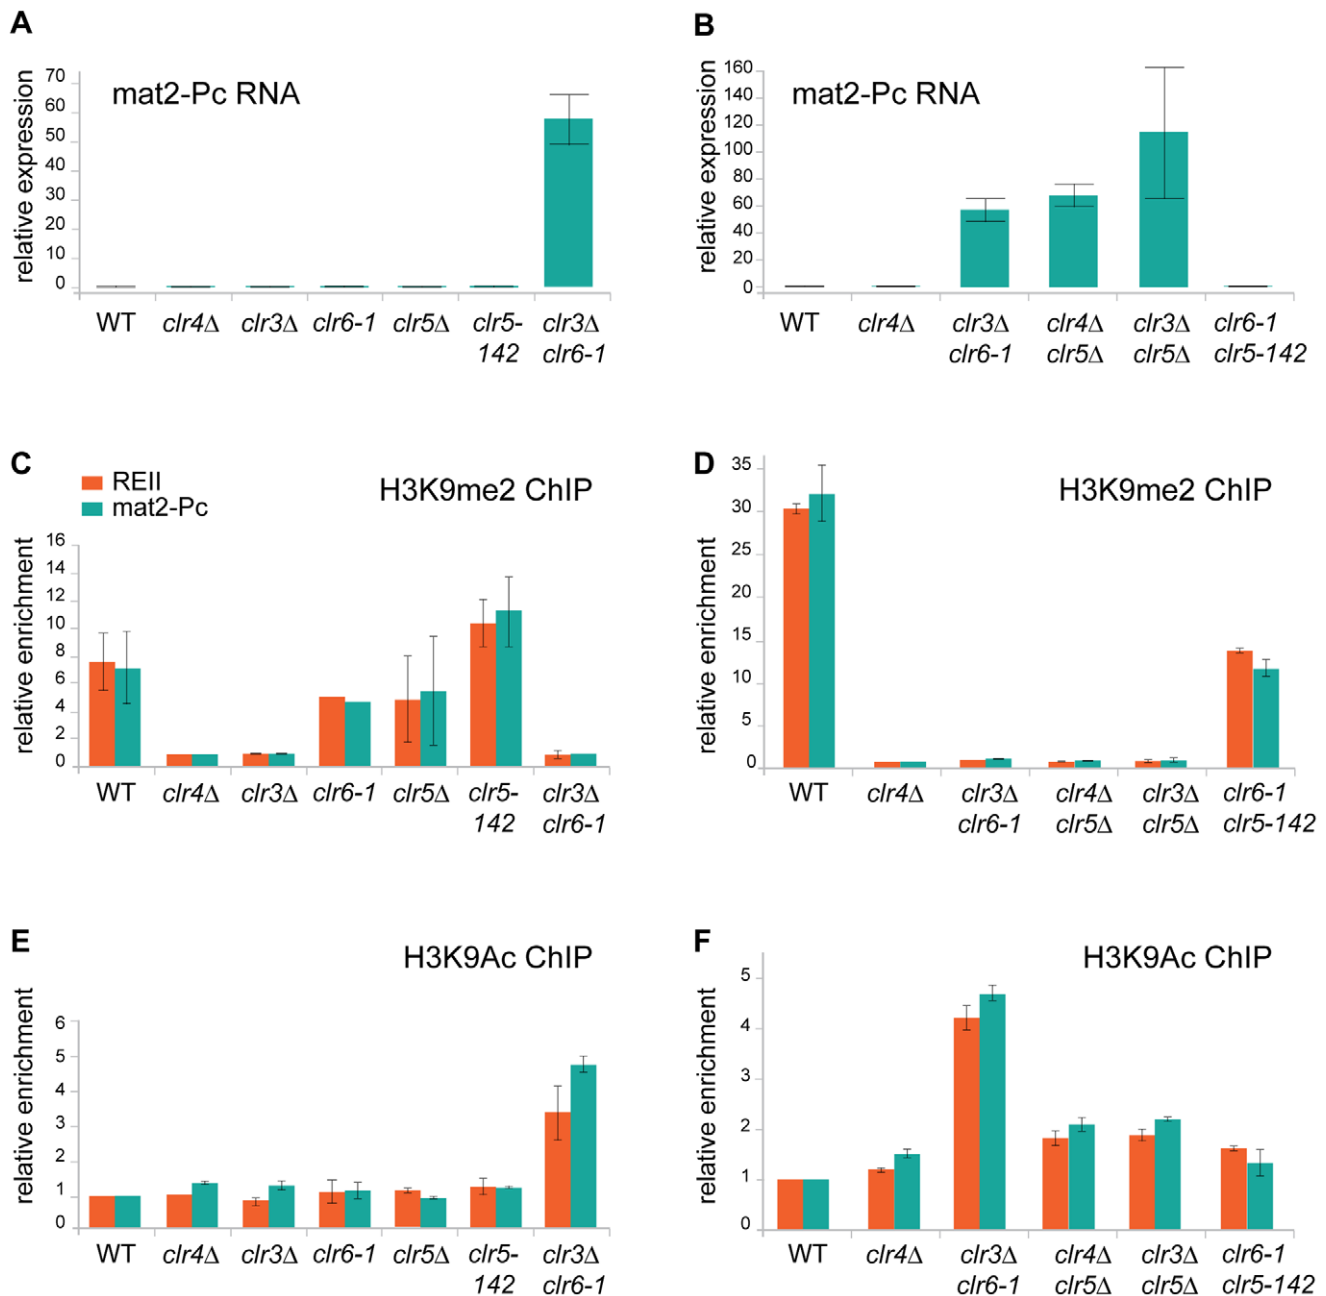 A
mat2-Pc RNA
relative expression
70
60
50
40
30
20
10
0
WT clr4Δ clr3Δ clr6-1 clr5Δ clr5- clr3Δ
142 clr6-1
B
mat2-Pc RNA
relative expression
160
140
120
100
80
60
40
20
0
WT clr4Δ clr3Δ clr4Δ clr3Δ clr6-1
clr6-1 clr5Δ clr5Δ clr5-142
C
REII
mat2-Pc
H3K9me2 ChIP
relative enrichment
16
14
12
10
8
6
4
2
0
WT clr4Δ clr3Δ clr6-1 clr5Δ clr5- clr3Δ
142 clr6-1
D
H3K9me2 ChIP
relative enrichment
35
30
25
20
15
10
5
0
WT clr4Δ clr3Δ clr4Δ clr3Δ clr6-1
clr6-1 clr5Δ clr5Δ clr5-142
E
H3K9Ac ChIP
relative enrichment
6
5
4
3
2
1
0
WT clr4Δ clr3Δ clr6-1 clr5Δ clr5- clr3Δ
142 clr6-1
F
H3K9Ac ChIP
relative enrichment
5
4
3
2
1
0
WT clr4Δ clr3Δ clr4Δ clr3Δ clr6-1
clr6-1 clr5Δ clr5Δ clr5-142